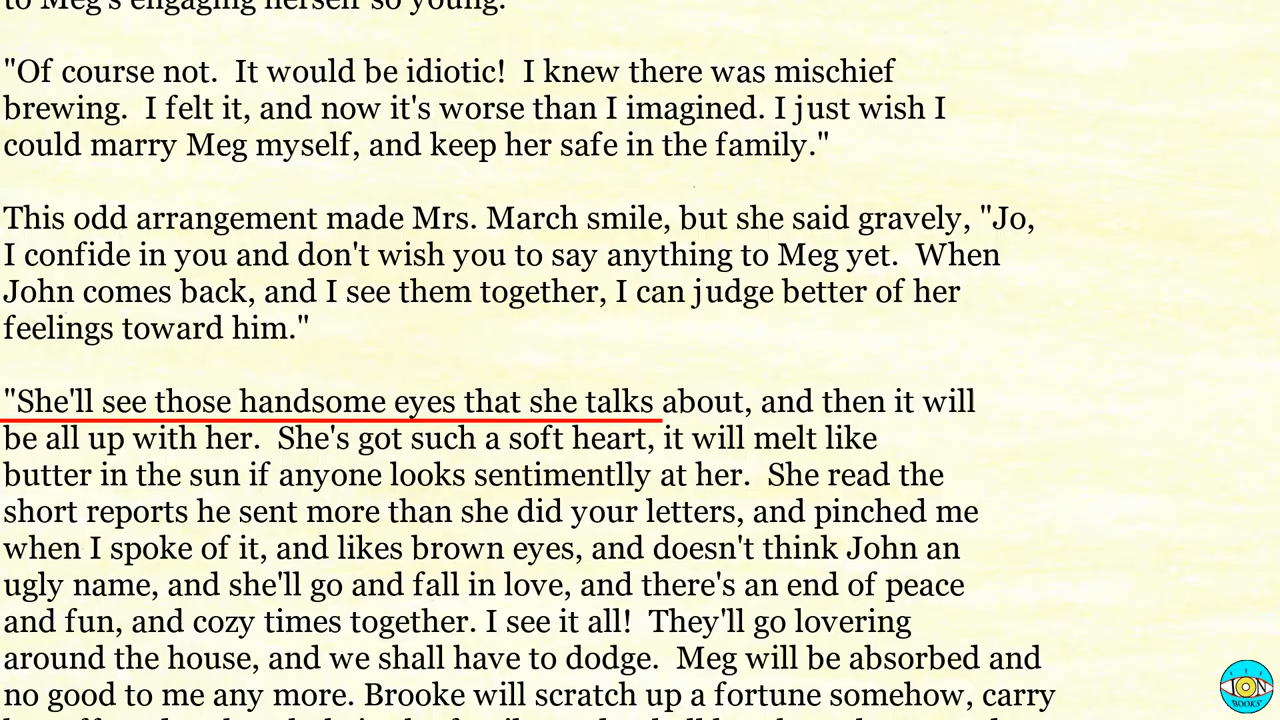 to Meg's engaging herself so young."
"Of course not.  It would be idiotic!  I knew there was mischief
brewing.  I felt it, and now it's worse than I imagined. I just wish I
could marry Meg myself, and keep her safe in the family."
This odd arrangement made Mrs. March smile, but she said gravely, "Jo,
I confide in you and don't wish you to say anything to Meg yet.  When
John comes back, and I see them together, I can judge better of her
feelings toward him."
"She'll see those handsome eyes that she talks about, and then it will
be all up with her.  She's got such a soft heart, it will melt like
butter in the sun if anyone looks sentimentlly at her.  She read the
short reports he sent more than she did your letters, and pinched me
when I spoke of it, and likes brown eyes, and doesn't think John an
ugly name, and she'll go and fall in love, and there's an end of peace
and fun, and cozy times together. I see it all!  They'll go lovering
around the house, and we shall have to dodge.  Meg will be absorbed and
no good to me any more. Brooke will scratch up a fortune somehow, carry
ION
BOOKS